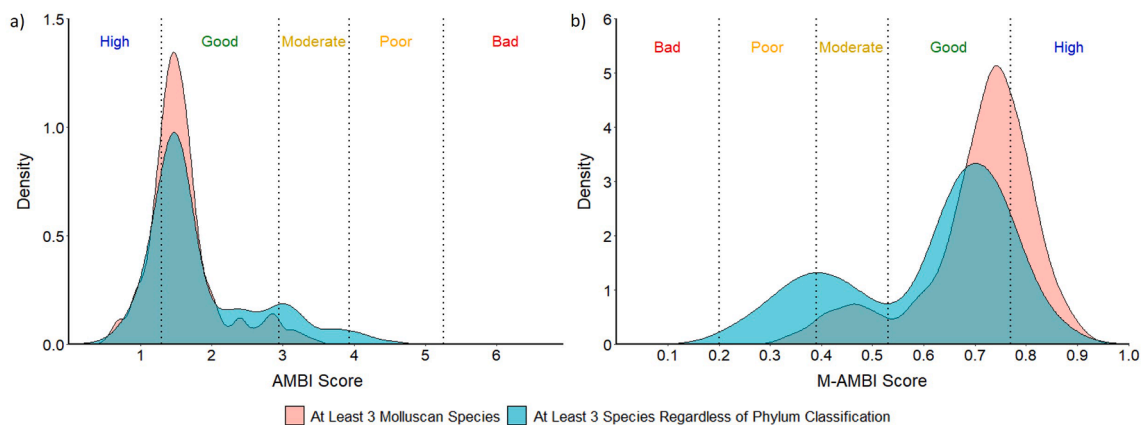 a)
High Good Moderate Poor Bad
1.5
1.0
0.5
0.0
Density
1 2 3 4 5 6
AMBI Score
b)
Bad Poor Moderate Good High
6
5
4
3
2
1
0
Density
0.1 0.2 0.3 0.4 0.5 0.6 0.7 0.8 0.9 1.0
M-AMBI Score
At Least 3 Molluscan Species At Least 3 Species Regardless of Phylum Classification